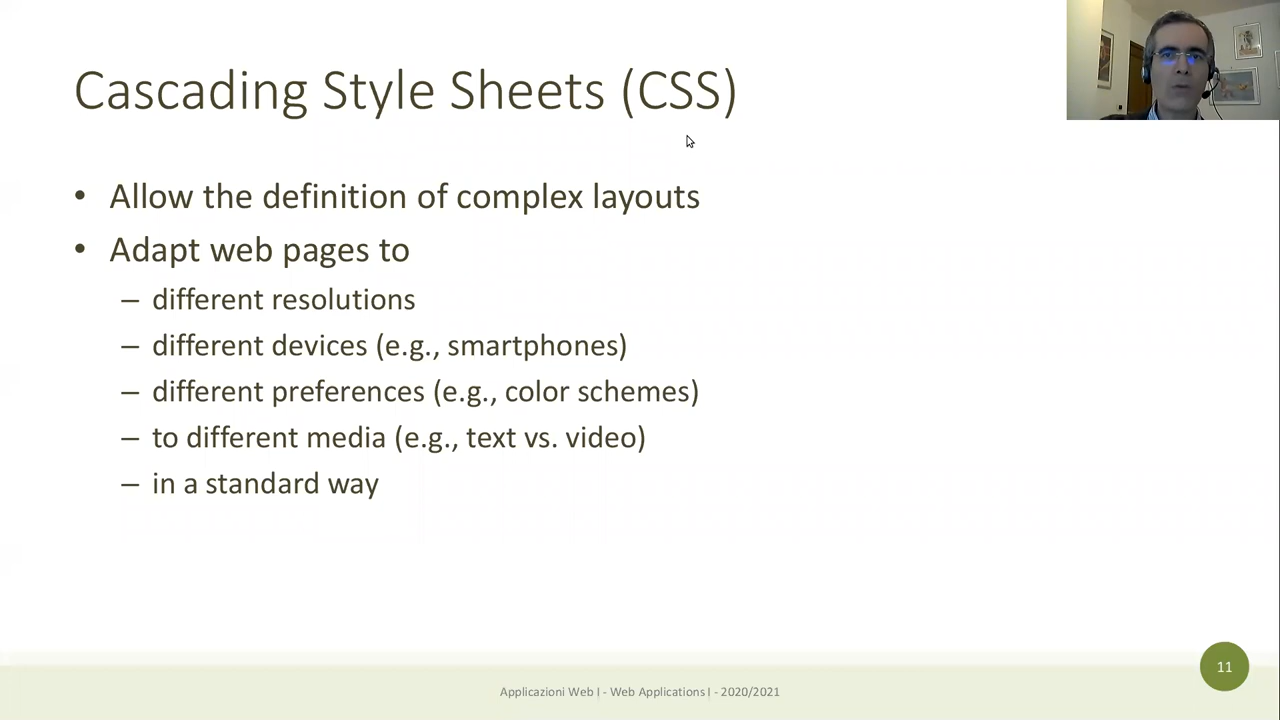 Cascading Style Sheets (CSS)
• Allow the definition of complex layouts
• Adapt web pages to
– different resolutions
– different devices (e.g., smartphones)
– different preferences (e.g., color schemes)
– to different media (e.g., text vs. video)
– in a standard way
11
Applicazioni Web I - Web Applications I - 2020/2021